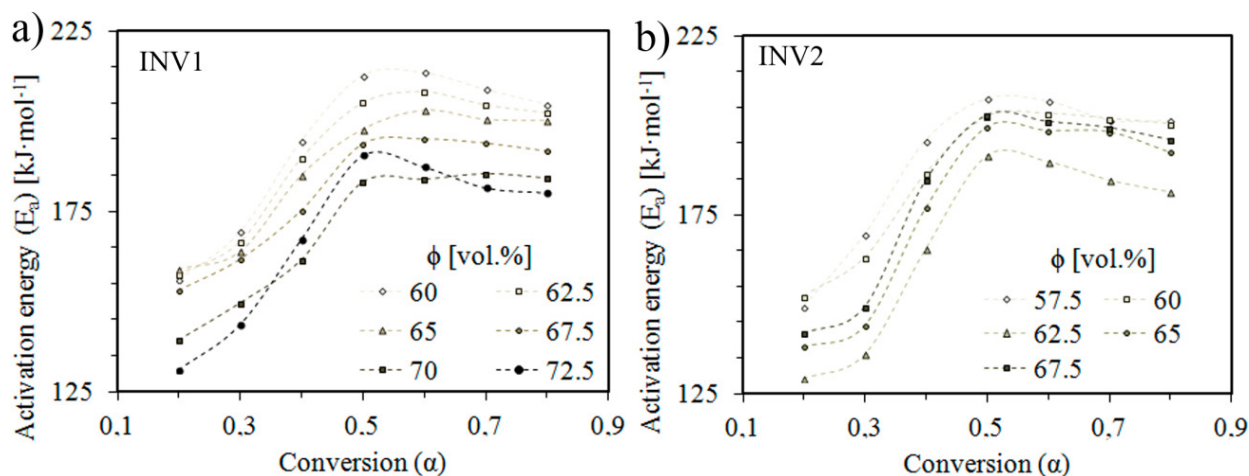 a)
INV1
Activation energy (Eₐ) [kJ·mol⁻¹]
225
175
125
0,1 0,3 0,5 0,7 0,9
Conversion (α)
ϕ [vol.%]
60 62.5
65 67.5
70 72.5
b)
INV2
Activation energy (Eₐ) [kJ·mol⁻¹]
225
175
125
0,1 0,3 0,5 0,7 0,9
Conversion (α)
ϕ [vol.%]
57.5 60
62.5 65
67.5